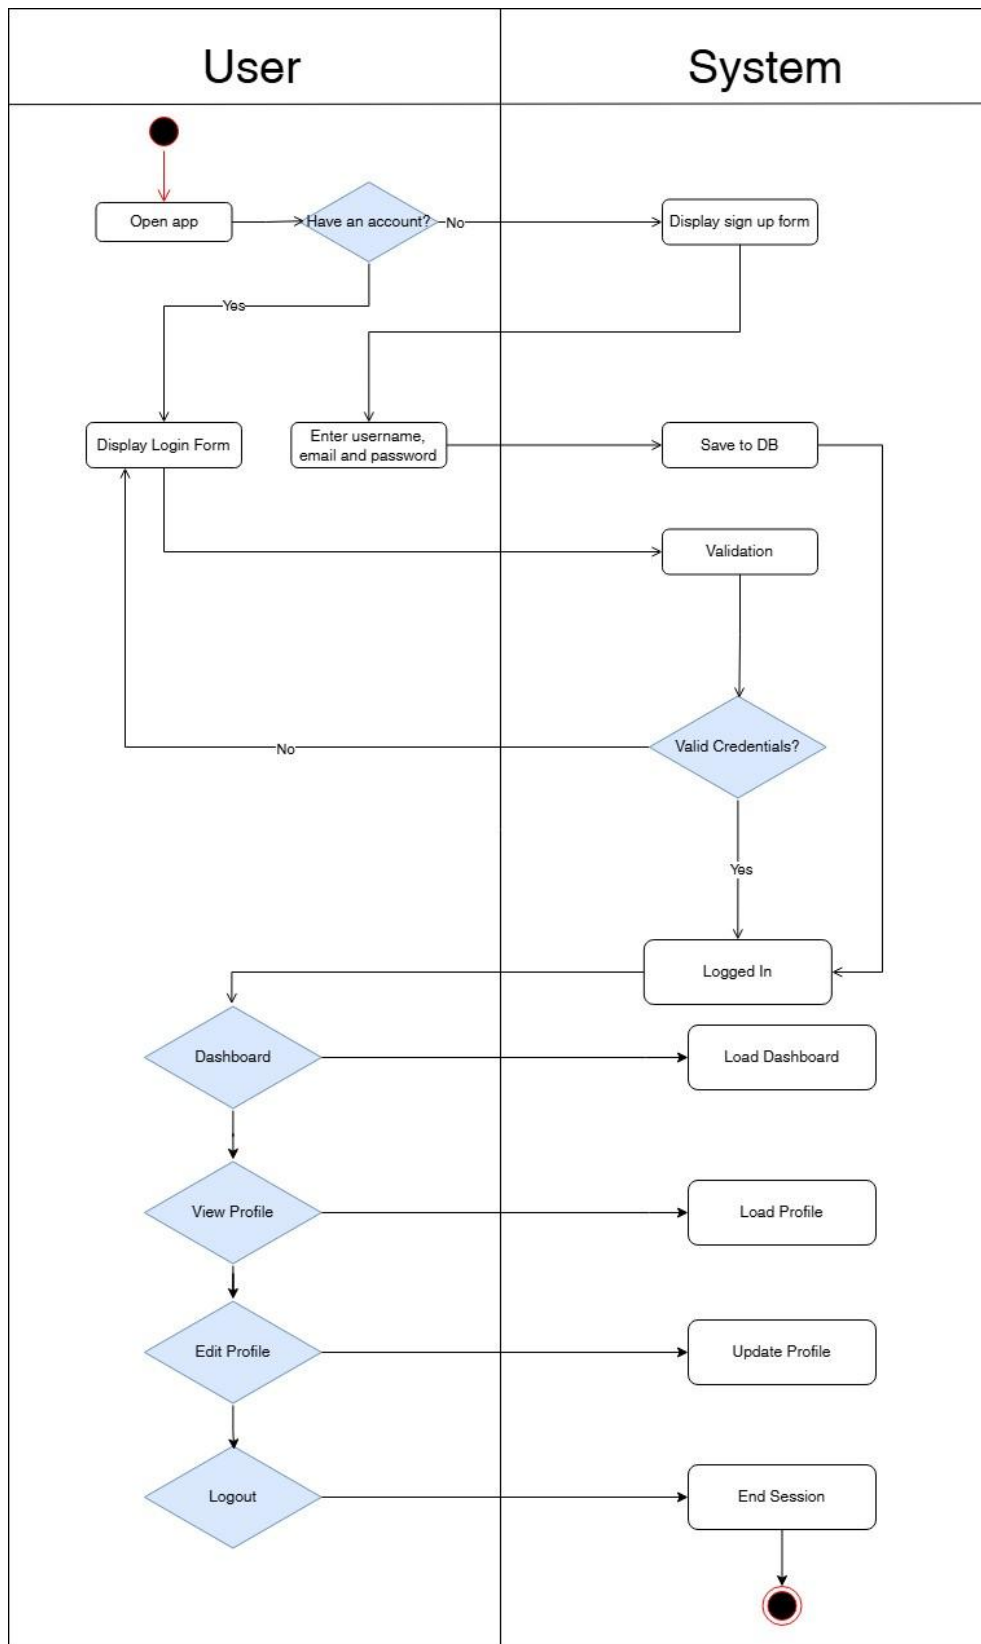 User
System
Open app
Have an account?
No
Display sign up form
Yes
Display Login Form
Enter username,
email and password
Save to DB
Validation
Valid Credentials?
No
Yes
Logged In
Dashboard
Load Dashboard
View Profile
Load Profile
Edit Profile
Update Profile
Logout
End Session